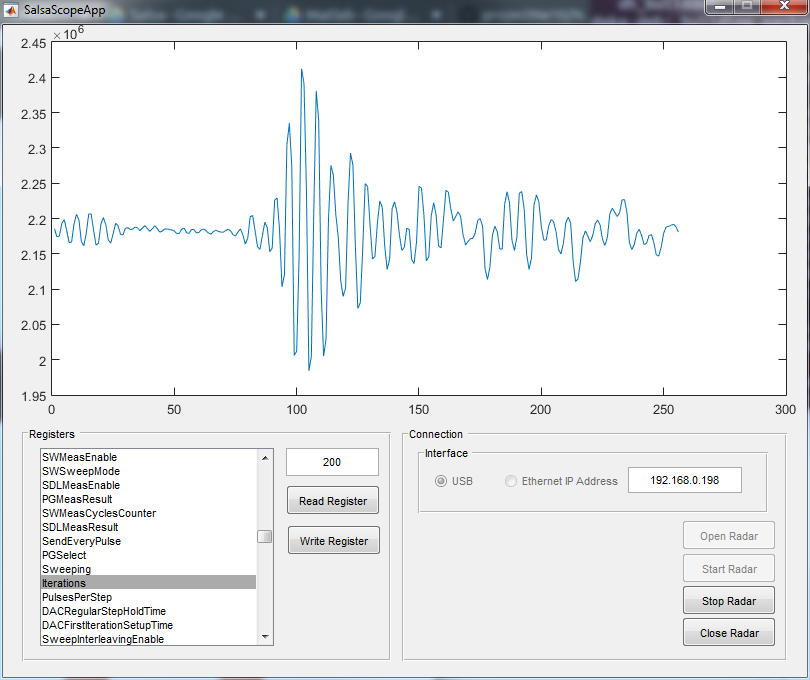 SalsaScopeApp
×10⁶
2.45
2.4
2.35
2.3
2.25
2.2
2.15
2.1
2.05
2
1.95
0 50 100 150 200 250 300
Registers
SWMeasEnable
SWSweepMode
SDLMeasEnable
PGMeasResult
SWMeasCyclesCounter
SDLMeasResult
SendEveryPulse
PGSelect
Sweeping
Iterations
PulsesPerStep
DACRegularStepHoldTime
DACFirstIterationSetupTime
SweepInterleavingEnable
200
Read Register
Write Register
Connection
Interface
USB Ethernet IP Address 192.168.0.198
Open Radar
Start Radar
Stop Radar
Close Radar